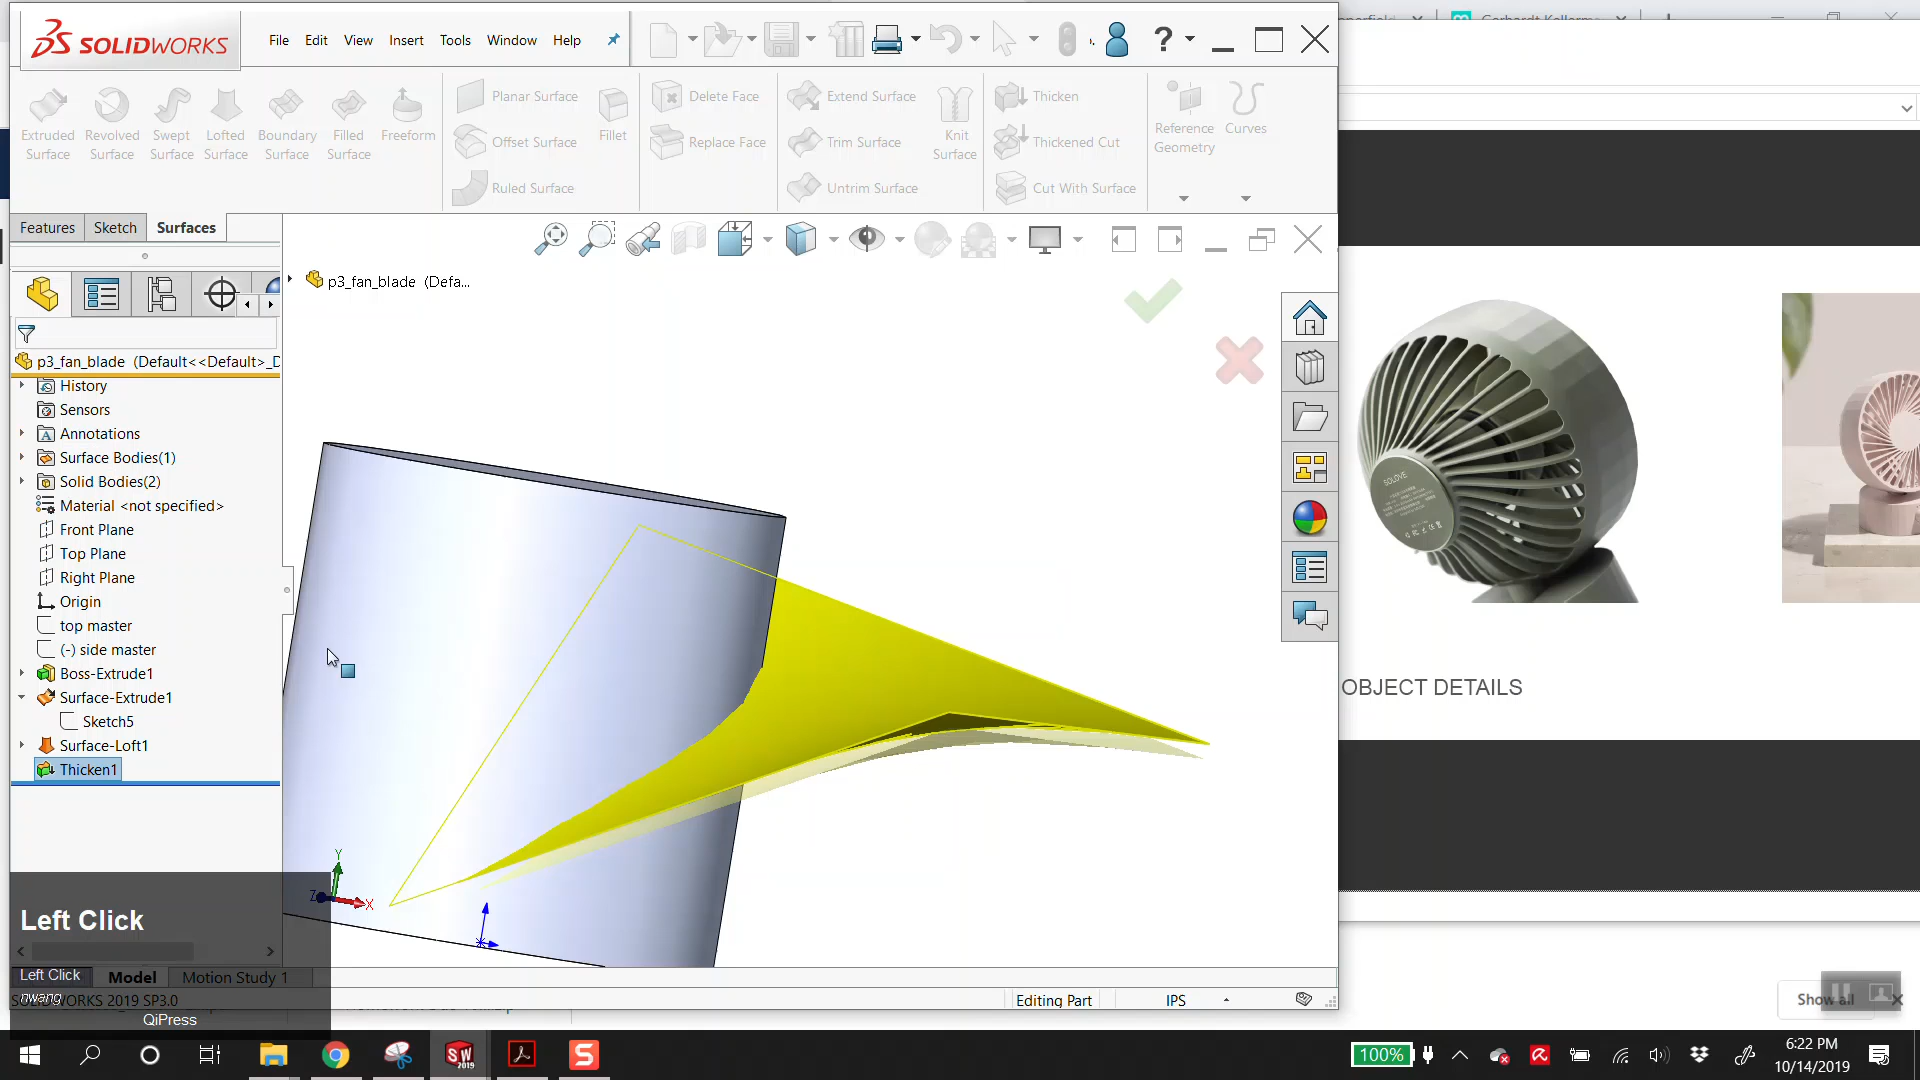 SOLIDWORKS
File Edit View Insert Tools Window Help
Extruded Surface
Revolved Surface
Swept Surface
Lofted Surface
Boundary Surface
Filled Surface
Freeform
Planar Surface
Offset Surface
Ruled Surface
Fillet
Delete Face
Replace Face
Extend Surface
Trim Surface
Untrim Surface
Knit Surface
Thicken
Thickened Cut
Cut With Surface
Reference Geometry
Curves
Features Sketch Surfaces
p3_fan_blade (Defa...
p3_fan_blade (Default<<Default>_D
History
Sensors
Annotations
Surface Bodies(1)
Solid Bodies(2)
Material <not specified>
Front Plane
Top Plane
Right Plane
Origin
top master
(-) side master
Boss-Extrude1
Surface-Extrude1
Sketch5
Surface-Loft1
Thicken1
Y
Z
X
Left Click
Left Click
nwang
QiPress
Model Motion Study 1
SOLIDWORKS 2019 SP3.0
Editing Part
IPS
SOLOVE
OBJECT DETAILS
Show all
SW
2019
S
100%
6:22 PM
10/14/2019